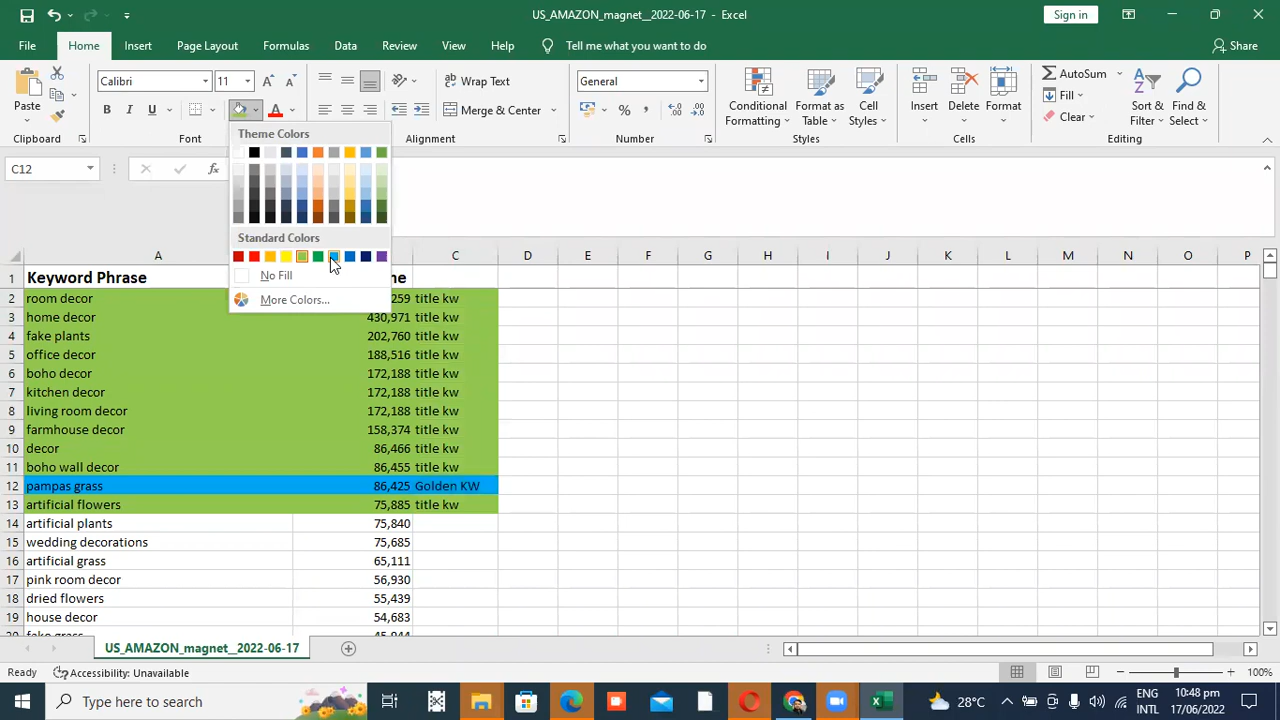 US_AMAZON_magnet__2022-06-17 - Excel
Sign in
File Home Insert Page Layout Formulas Data Review View Help Tell me what you want to do Share
Paste
Calibri 11
B I U A
Wrap Text
Merge & Center
General
Conditional Formatting
Format as Table
Cell Styles
Insert
Delete
Format
AutoSum
Fill
Clear
Sort & Filter
Find & Select
Clipboard Font Alignment Number Styles Cells Editing
C12 fx
Theme Colors
Standard Colors
No Fill
More Colors...
A C D E F G H I J K L M N O P
1 Keyword Phrase ne
2 room decor 259 title kw
3 home decor 430,971 title kw
4 fake plants 202,760 title kw
5 office decor 188,516 title kw
6 boho decor 172,188 title kw
7 kitchen decor 172,188 title kw
8 living room decor 172,188 title kw
9 farmhouse decor 158,374 title kw
10 decor 86,466 title kw
11 boho wall decor 86,455 title kw
12 pampas grass 86,425 Golden KW
13 artificial flowers 75,885 title kw
14 artificial plants 75,840
15 wedding decorations 75,685
16 artificial grass 65,111
17 pink room decor 56,930
18 dried flowers 55,439
19 house decor 54,683
US_AMAZON_magnet__2022-06-17
Ready Accessibility: Unavailable 100%
Type here to search
28°C
ENG
INTL
10:48 pm
17/06/2022